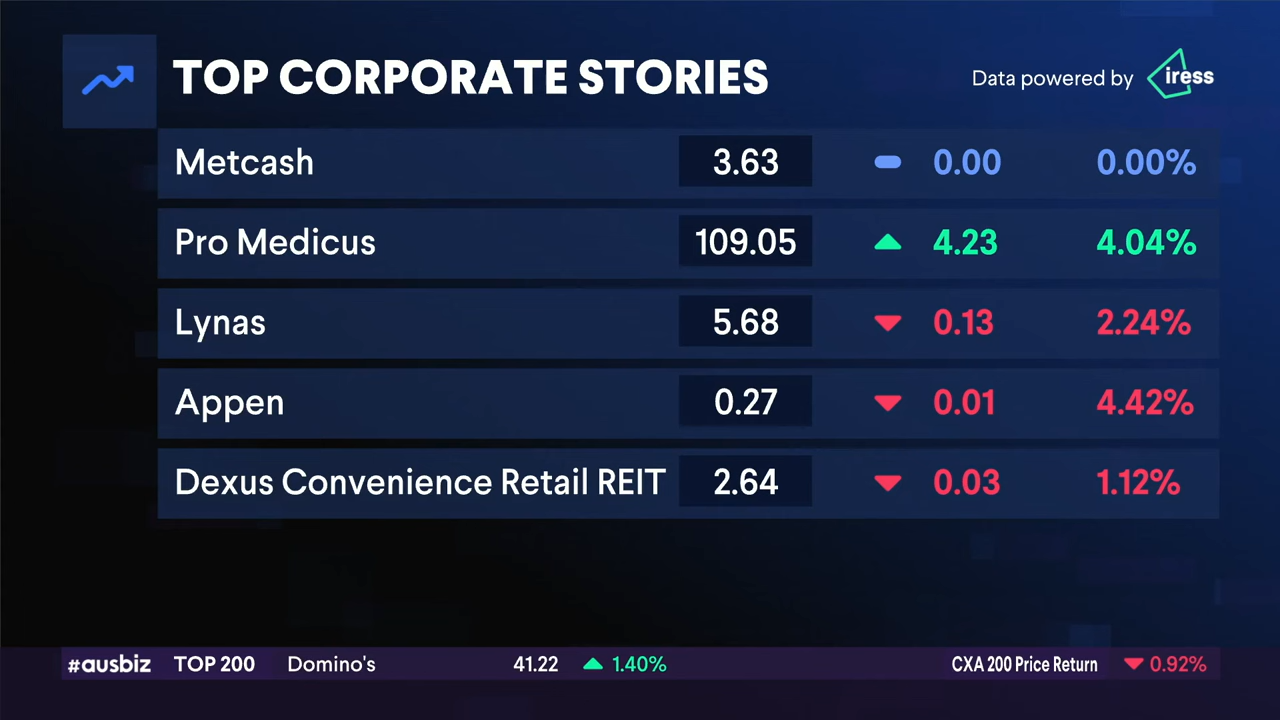 TOP CORPORATE STORIES
Data powered by iress
Metcash 3.63 0.00 0.00%
Pro Medicus 109.05 4.23 4.04%
Lynas 5.68 0.13 2.24%
Appen 0.27 0.01 4.42%
Dexus Convenience Retail REIT 2.64 0.03 1.12%
#ausbiz TOP 200 Domino's 41.22 1.40% CXA 200 Price Return 0.92%